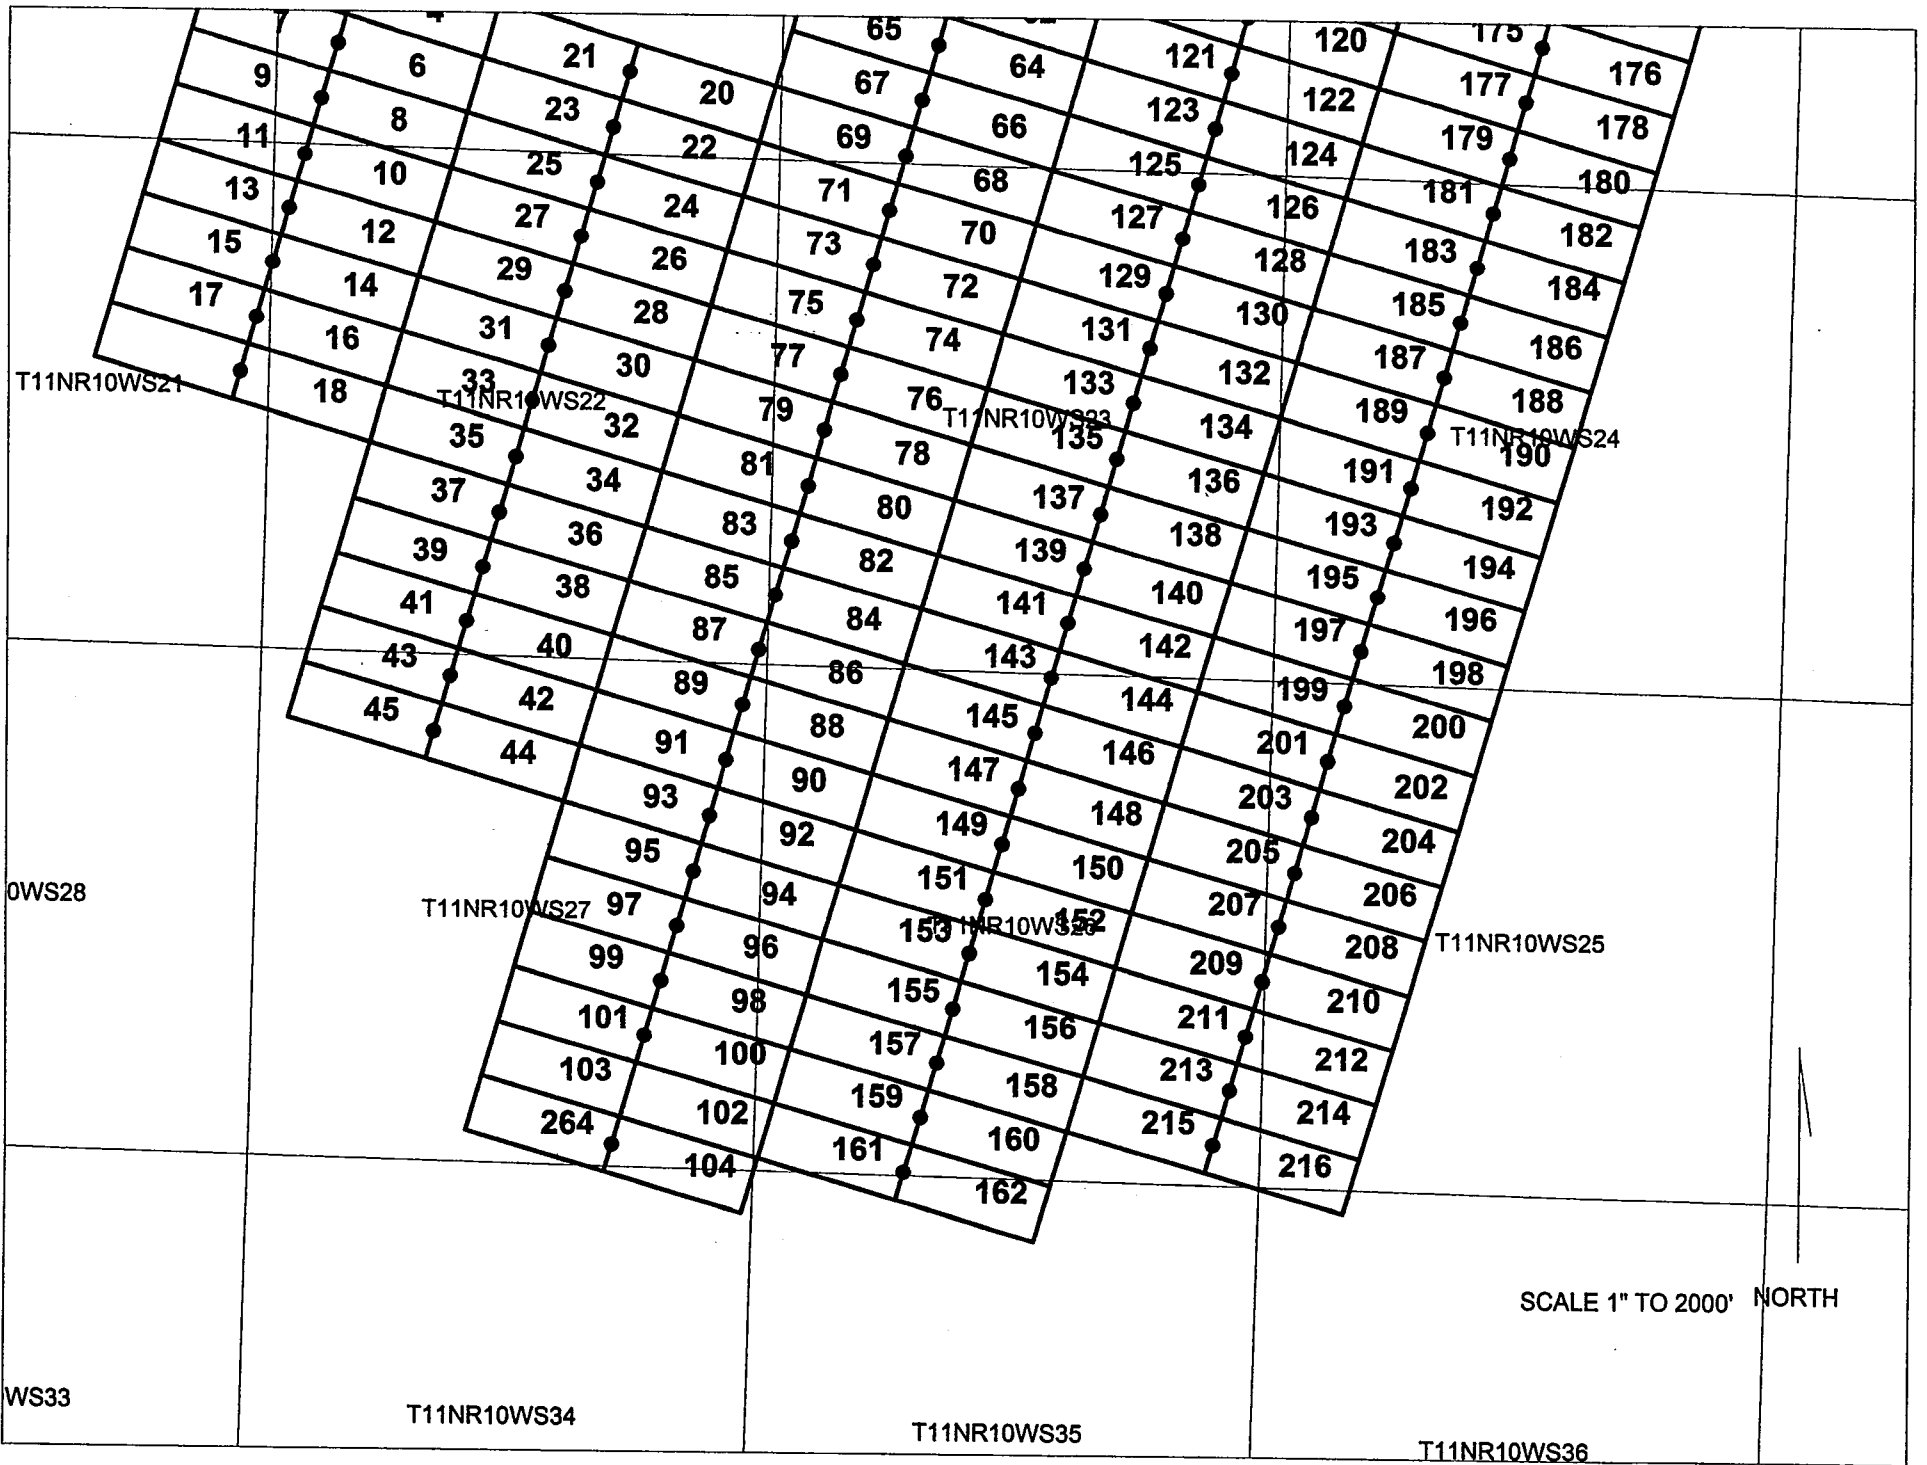 7 4 65 62 120 175
9 6 21 20 67 64 121 122 177 176
11 8 23 22 69 66 123 124 179 178
13 10 25 24 71 68 125 126 181 180
15 12 27 26 73 70 127 128 183 182
17 14 29 28 75 72 129 130 185 184
16 31 30 77 74 131 132 187 186
18 33 32 79 76 133 134 189 188
T11NR10WS21 T11NR10WS22 T11NR10WS23 T11NR10WS24
35 34 81 78 135 136 191 190
37 36 83 80 137 138 193 192
39 38 85 82 139 140 195 194
41 40 87 84 141 142 197 196
43 42 89 86 143 144 199 198
45 44 91 88 145 146 201 200
93 90 147 148 203 202
95 92 149 150 205 204
0WS28 T11NR10WS27 T11NR10WS26 T11NR10WS25
97 94 151 152 207 206
99 96 153 154 209 208
101 98 155 156 211 210
103 100 157 158 213 212
264 102 159 160 215 214
104 161 162 216
SCALE 1" TO 2000' NORTH
WS33 T11NR10WS34 T11NR10WS35 T11NR10WS36